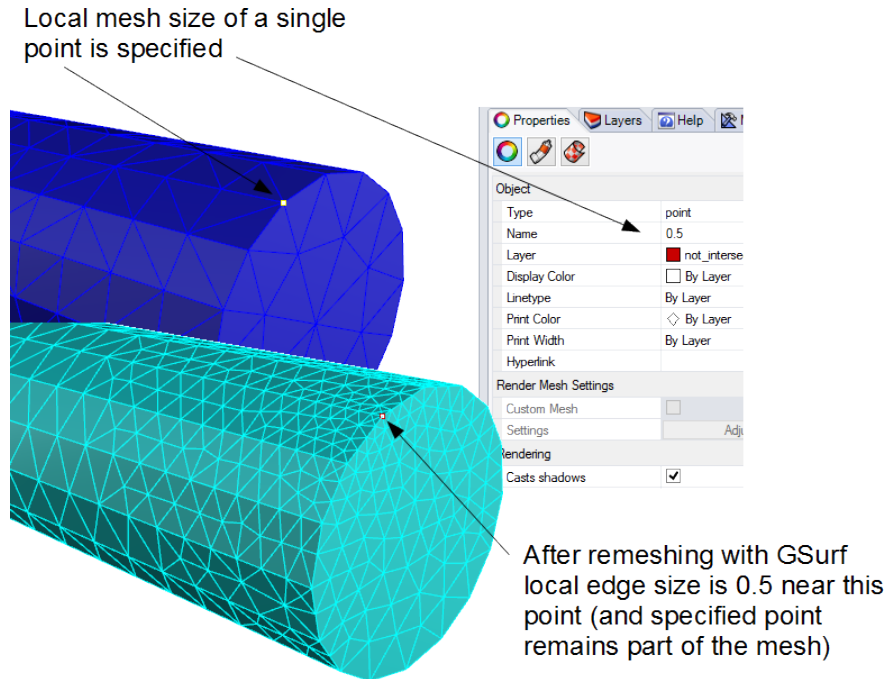 Local mesh size of a single
point is specified
Properties Layers Help
Object
Type point
Name 0.5
Layer not_interse
Display Color By Layer
Linetype By Layer
Print Color By Layer
Print Width By Layer
Hyperlink
Render Mesh Settings
Custom Mesh
Settings Adju
Rendering
Casts shadows
After remeshing with GSurf
local edge size is 0.5 near this
point (and specified point
remains part of the mesh)